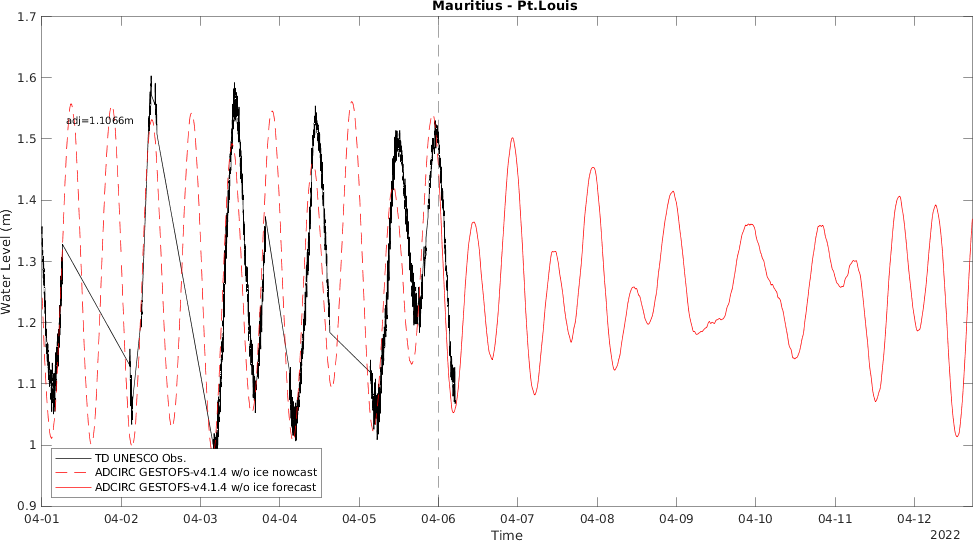 Mauritius - Pt.Louis
1.7
1.6
1.5
1.4
1.3
1.2
1.1
1
0.9
Water Level (m)
adj=1.1066m
TD UNESCO Obs.
ADCIRC GESTOFS-v4.1.4 w/o ice nowcast
ADCIRC GESTOFS-v4.1.4 w/o ice forecast
04-01 04-02 04-03 04-04 04-05 04-06 04-07 04-08 04-09 04-10 04-11 04-12
Time
2022